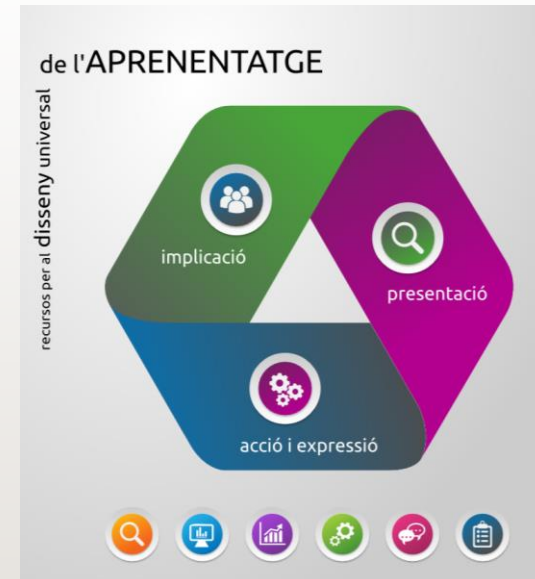 recursos per al disseny universal
de l'APRENENTATGE
implicació
presentació
acció i expressió